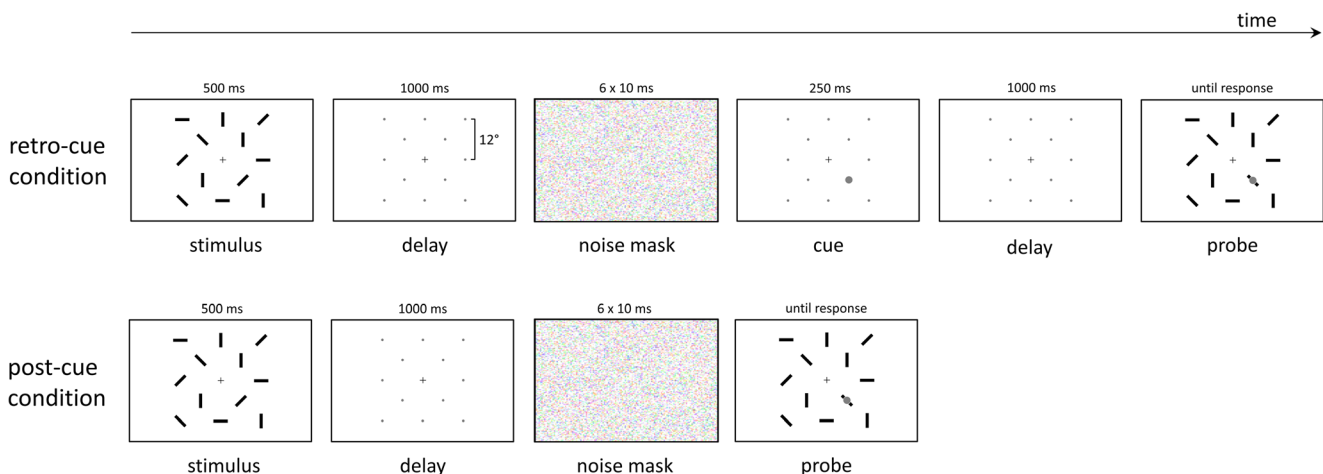 time
500 ms
1000 ms
6 x 10 ms
250 ms
1000 ms
until response
retro-cue
condition
12°
stimulus
delay
noise mask
cue
delay
probe
500 ms
1000 ms
6 x 10 ms
until response
post-cue
condition
stimulus
delay
noise mask
probe